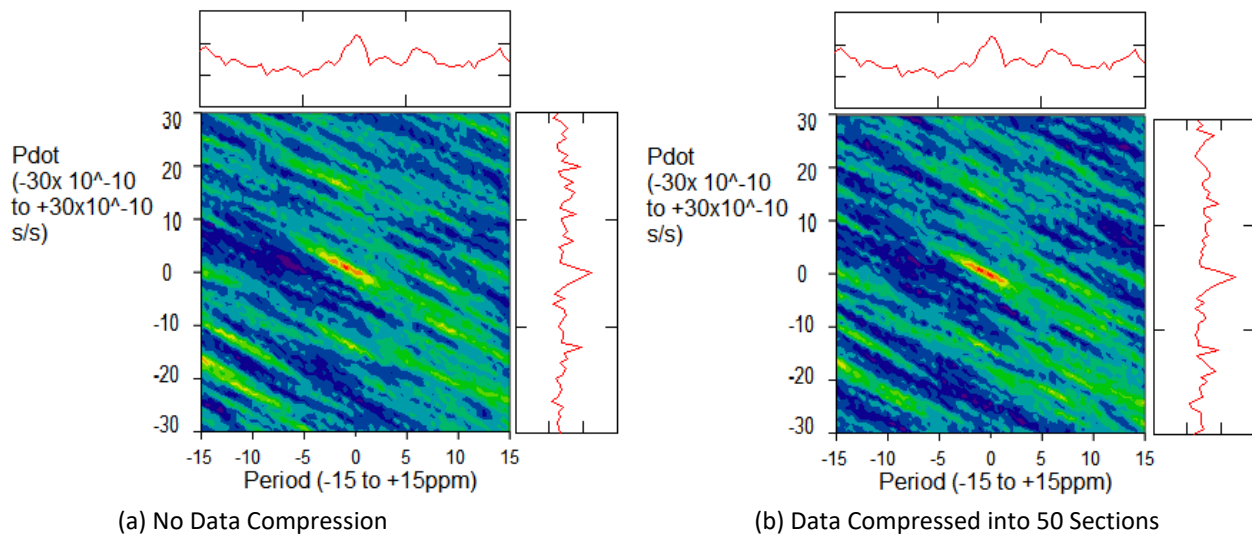 30
20
10
0
-10
-20
-30
Pdot
(-30x 10^-10
to +30x10^-10
s/s)
-15 -10 -5 0 5 10 15
Period (-15 to +15ppm)
(a) No Data Compression
30
20
10
0
-10
-20
-30
Pdot
(-30x 10^-10
to +30x10^-10
s/s)
-15 -10 -5 0 5 10 15
Period (-15 to +15ppm)
(b) Data Compressed into 50 Sections